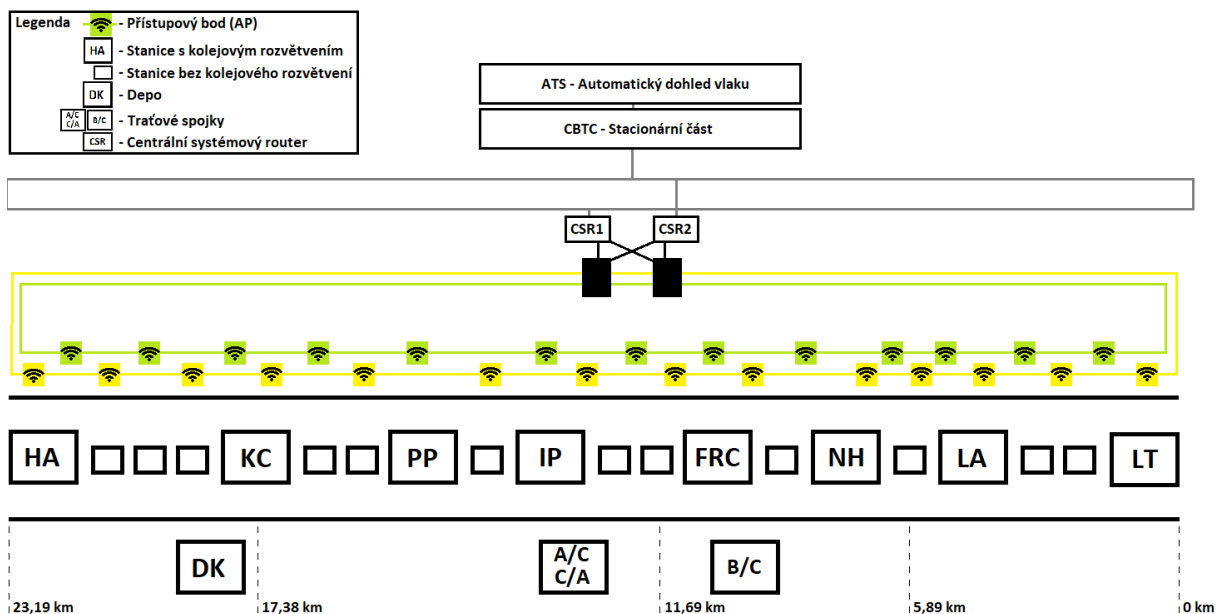 Legenda
- Přístupový bod (AP)
HA - Stanice s kolejovým rozvětvením
- Stanice bez kolejového rozvětvení
DK - Depo
A/C
C/A
B/C
- Traťové spojky
CSR - Centrální systémový router
ATS - Automatický dohled vlaku
CBTC - Stacionární část
CSR1 CSR2
HA KC PP IP FRC NH LA LT
DK
A/C
C/A
B/C
23,19 km 17,38 km 11,69 km 5,89 km 0 km